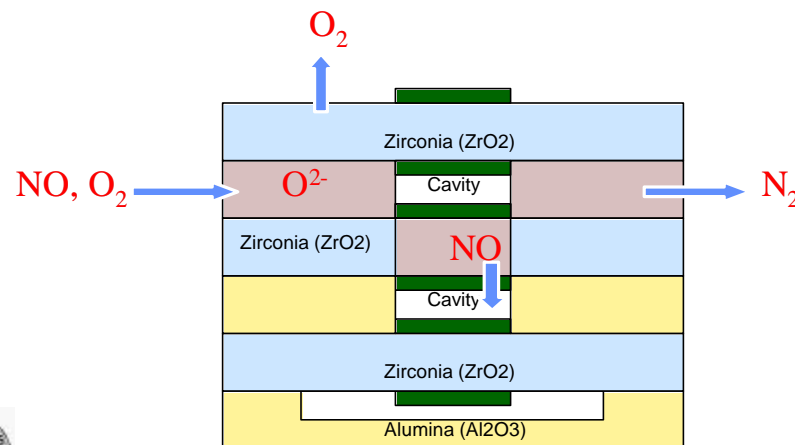 O₂
Zirconia (ZrO2)
NO, O₂
O²⁻
Cavity
N₂
Zirconia (ZrO2)
NO
Cavity
Zirconia (ZrO2)
Alumina (Al2O3)